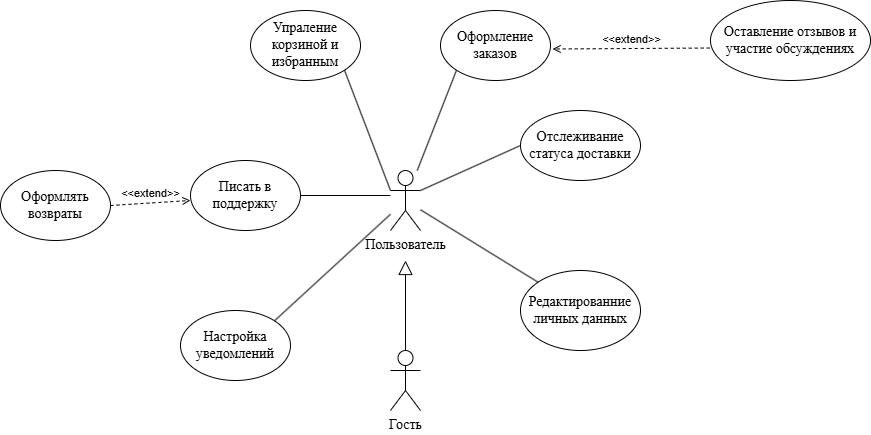 Упраление
корзиной и
избранным
Оформление
заказов
<<extend>>
Оставление отзывов и
участие обсуждениях
Отслеживание
статуса доставки
Оформлять
возвраты
<<extend>>
Писать в
поддержку
Пользователь
Настройка
уведомлений
Редактированние
личных данных
Гость